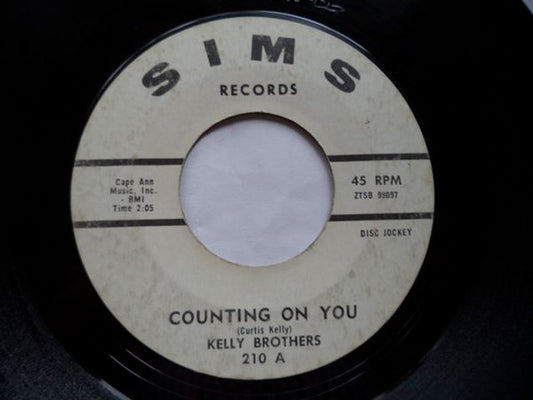 SIMS
RECORDS
Cape Ann
Music, Inc.
- BMI
Time 2:05
45 RPM
ZTSB 99097
DISC JOCKEY
COUNTING ON YOU
(Curtis Kelly)
KELLY BROTHERS
210 A